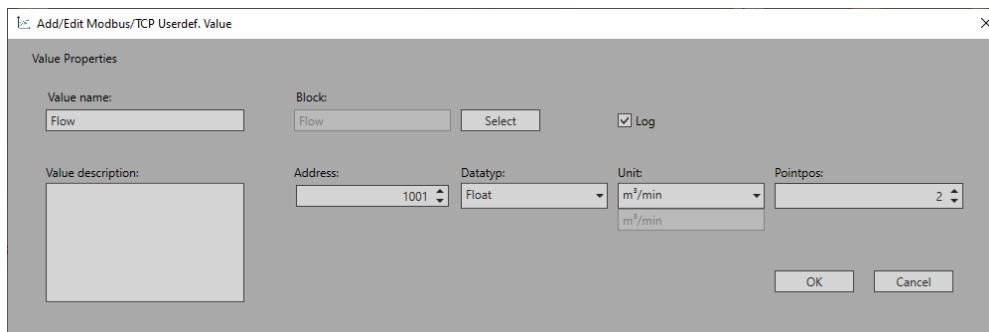 Add/Edit Modbus/TCP Userdef. Value
Value Properties
Value name:
Block:
Flow
Flow
Select
Log
Value description:
Address:
Datatyp:
Unit:
Pointpos:
1001
Float
m³/min
2
m³/min
OK
Cancel